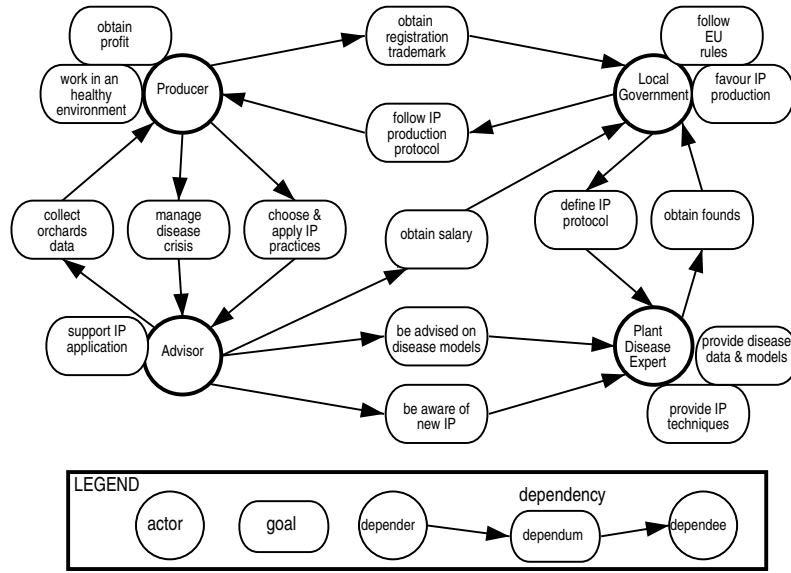 obtain
profit
work in an
healthy
environment
Producer
obtain
registration
trademark
follow IP
production
protocol
Local
Government
follow
EU
rules
favour IP
production
collect
orchards
data
manage
disease
crisis
choose &
apply IP
practices
obtain salary
define IP
protocol
obtain founds
support IP
application
Advisor
be advised on
disease models
be aware of
new IP
Plant
Disease
Expert
provide disease
data & models
provide IP
techniques
LEGEND
actor
goal
depender
dependency
dependum
dependee